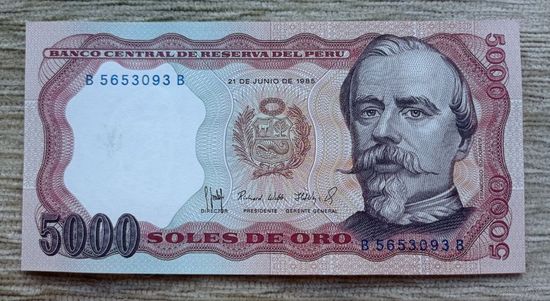 BANCO CENTRAL DE RESERVA DEL PERU
5000
B 5653093 B
21 DE JUNIO DE 1985
DIRECTOR PRESIDENTE GERENTE GENERAL
5000 SOLES DE ORO
B 5653093 B
5000